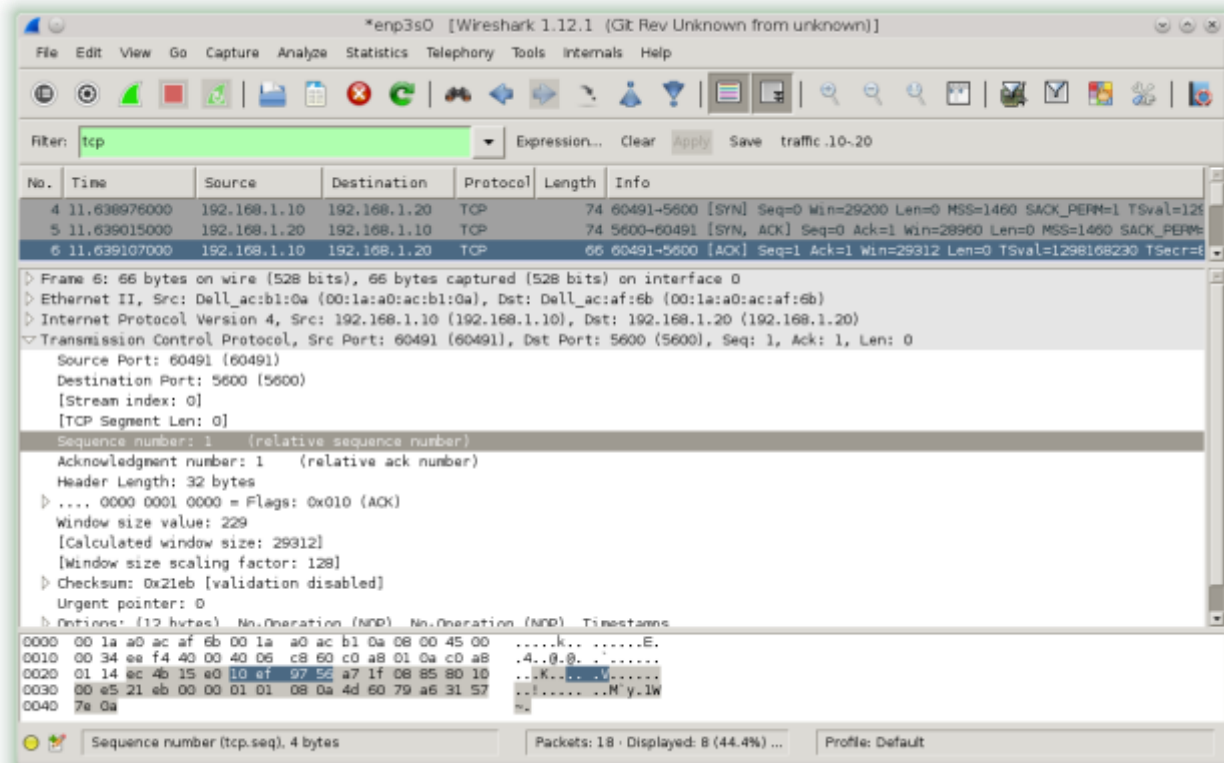 *enp3s0 [Wireshark 1.12.1 (Git Rev Unknown from unknown)]
File Edit View Go Capture Analyze Statistics Telephony Tools Internals Help
Filter: tcp Expression... Clear Apply Save traffic .10-.20
No. Time Source Destination Protocol Length Info
4 11.638976000 192.168.1.10 192.168.1.20 TCP 74 60491→5600 [SYN] Seq=0 Win=29200 Len=0 MSS=1460 SACK_PERM=1 TSval=129
5 11.639015000 192.168.1.20 192.168.1.10 TCP 74 5600→60491 [SYN, ACK] Seq=0 Ack=1 Win=28960 Len=0 MSS=1460 SACK_PERM=
6 11.639107000 192.168.1.10 192.168.1.20 TCP 66 60491→5600 [ACK] Seq=1 Ack=1 Win=29312 Len=0 TSval=1298168230 TSecr=8
Frame 6: 66 bytes on wire (528 bits), 66 bytes captured (528 bits) on interface 0
Ethernet II, Src: Dell_ac:b1:0a (00:1a:a0:ac:b1:0a), Dst: Dell_ac:af:6b (00:1a:a0:ac:af:6b)
Internet Protocol Version 4, Src: 192.168.1.10 (192.168.1.10), Dst: 192.168.1.20 (192.168.1.20)
Transmission Control Protocol, Src Port: 60491 (60491), Dst Port: 5600 (5600), Seq: 1, Ack: 1, Len: 0
Source Port: 60491 (60491)
Destination Port: 5600 (5600)
[Stream index: 0]
[TCP Segment Len: 0]
Sequence number: 1 (relative sequence number)
Acknowledgment number: 1 (relative ack number)
Header Length: 32 bytes
.... 0000 0001 0000 = Flags: 0x010 (ACK)
Window size value: 229
[Calculated window size: 29312]
[Window size scaling factor: 128]
Checksum: 0x21eb [validation disabled]
Urgent pointer: 0
Options: (12 bytes), No-Operation (NOP), No-Operation (NOP), Timestamps
0000 00 1a a0 ac af 6b 00 1a a0 ac b1 0a 08 00 45 00 .....k.. ......E.
0010 00 34 ee f4 40 00 40 06 c8 60 c0 a8 01 0a c0 a8 .4..@.@. .`......
0020 01 14 ec 4b 15 e0 10 ef 97 56 a7 1f 08 85 80 10 ...K.... .V......
0030 00 e5 21 eb 00 00 01 01 08 0a 4d 60 79 a6 31 57 ..!..... ..M`y.1W
0040 7e 0a ~.
Sequence number (tcp.seq), 4 bytes Packets: 18 · Displayed: 8 (44.4%) ... Profile: Default